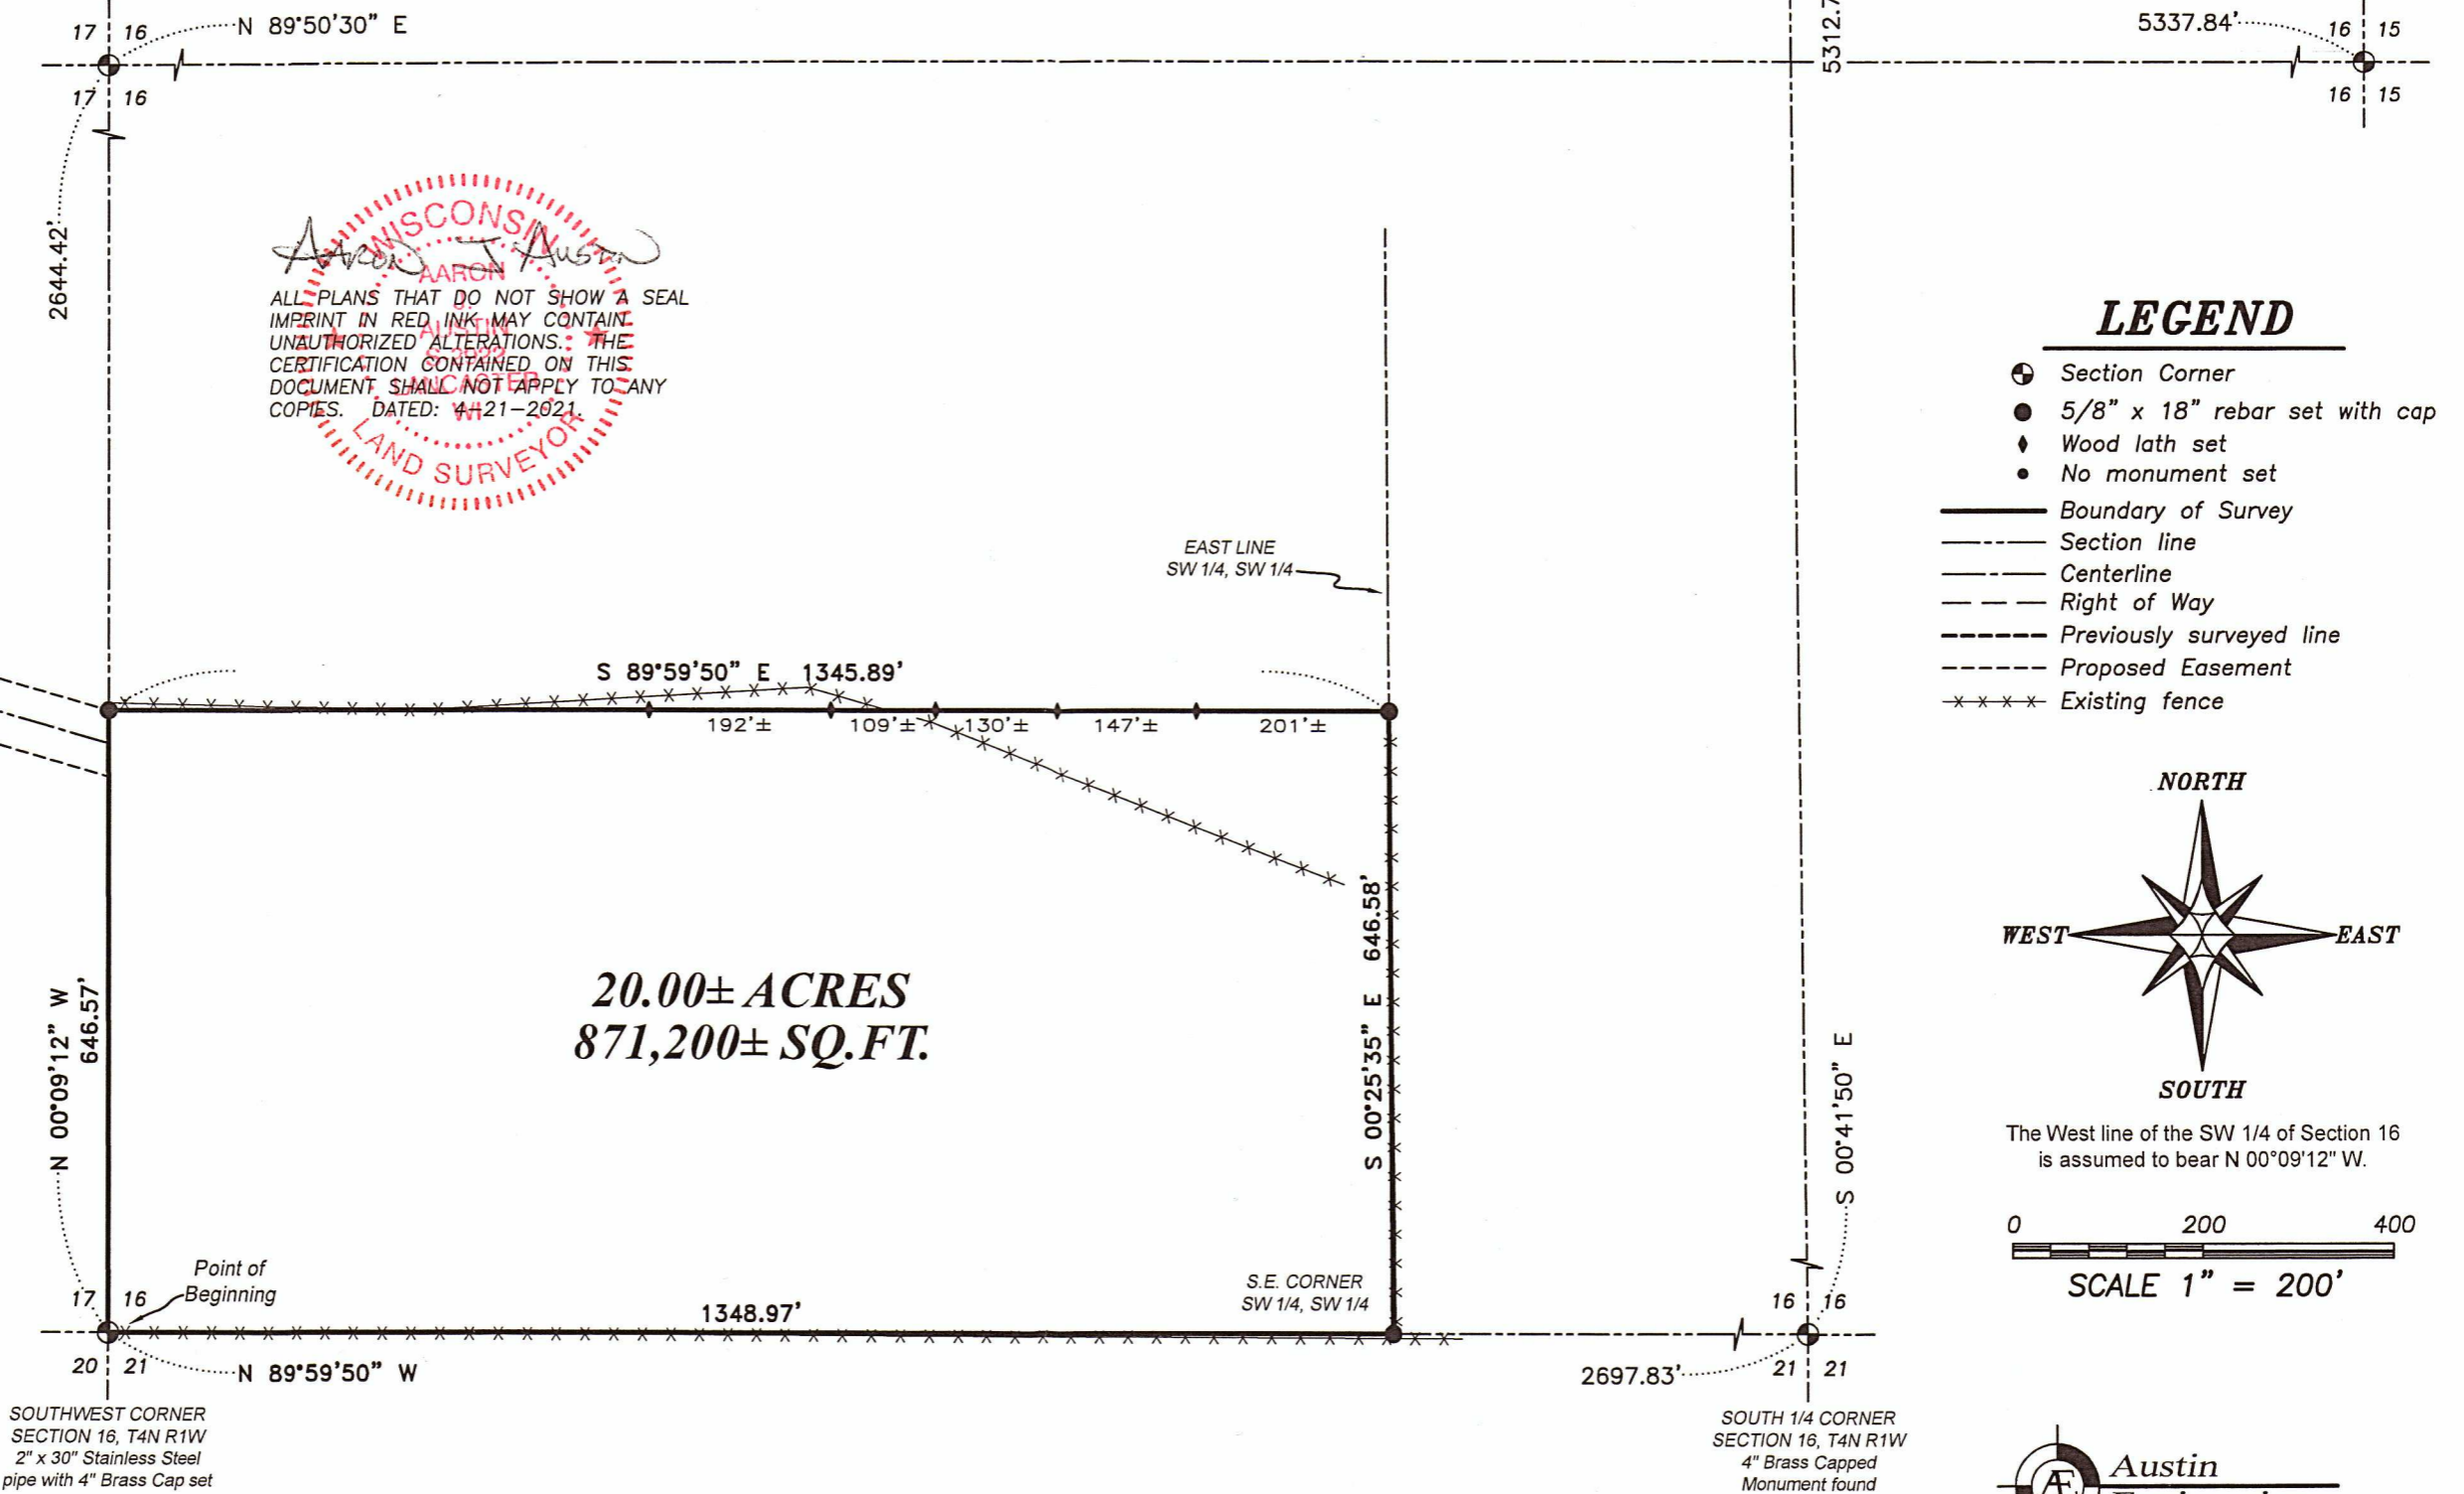 17 16
N 89°50'30" E
5312.7
5337.84'
16 15
17 16
16 15
2644.42'
AARON J AUSTIN
WISCONSIN
AARON
J.
AUSTIN
S-3922
LANCASTER
WI
LAND SURVEYOR
ALL PLANS THAT DO NOT SHOW A SEAL
IMPRINT IN RED INK MAY CONTAIN
UNAUTHORIZED ALTERATIONS. THE
CERTIFICATION CONTAINED ON THIS
DOCUMENT SHALL NOT APPLY TO ANY
COPIES. DATED: 4-21-2021.
EAST LINE
SW 1/4, SW 1/4
S 89°59'50" E 1345.89'
192'±
109'±
130'±
147'±
201'±
N 00°09'12" W
646.57'
20.00± ACRES
871,200± SQ.FT.
S 00°25'35" E 646.58'
S 00°41'50" E
Point of
Beginning
17 16
20 21
N 89°59'50" W
1348.97'
S.E. CORNER
SW 1/4, SW 1/4
2697.83'
16 16
21 21
SOUTHWEST CORNER
SECTION 16, T4N R1W
2" x 30" Stainless Steel
pipe with 4" Brass Cap set
SOUTH 1/4 CORNER
SECTION 16, T4N R1W
4" Brass Capped
Monument found
LEGEND
Section Corner
5/8" x 18" rebar set with cap
Wood lath set
No monument set
Boundary of Survey
Section line
Centerline
Right of Way
Previously surveyed line
Proposed Easement
Existing fence
NORTH
WEST
EAST
SOUTH
The West line of the SW 1/4 of Section 16
is assumed to bear N 00°09'12" W.
0 200 400
SCALE 1" = 200'
AE
Austin